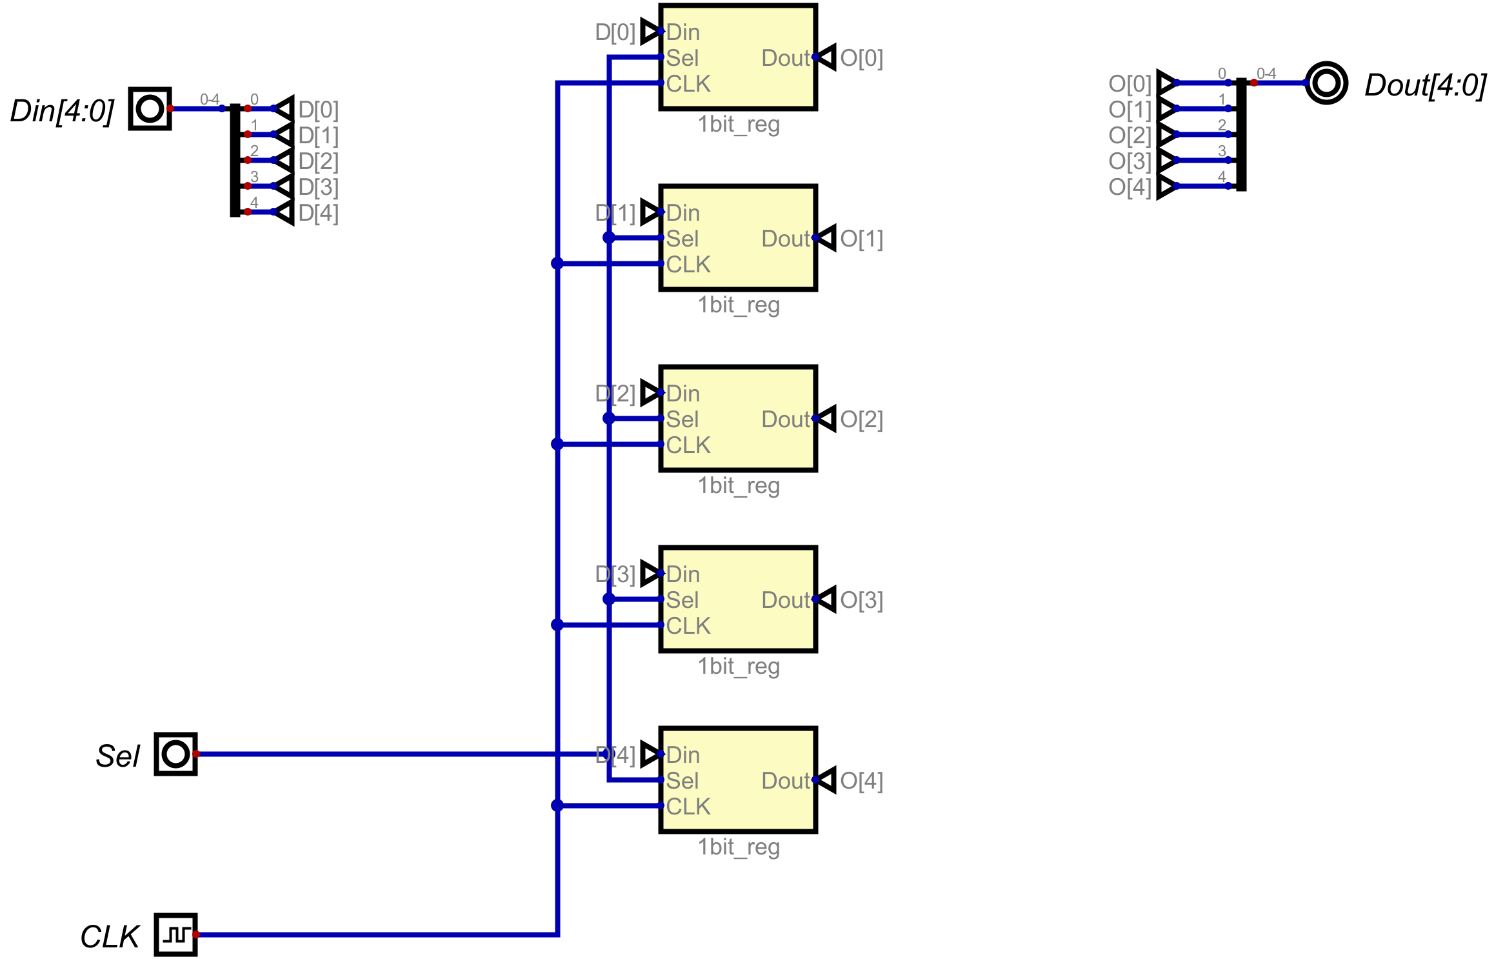 Din[4:0]
0-4
0
D[0]
1
D[1]
2
D[2]
3
D[3]
4
D[4]
D[0]
Din
Sel
CLK
Dout
O[0]
1bit_reg
D[1]
Din
Sel
CLK
Dout
O[1]
1bit_reg
D[2]
Din
Sel
CLK
Dout
O[2]
1bit_reg
D[3]
Din
Sel
CLK
Dout
O[3]
1bit_reg
D[4]
Din
Sel
CLK
Dout
O[4]
1bit_reg
O[0]
0
O[1]
1
O[2]
2
O[3]
3
O[4]
4
0-4
Dout[4:0]
Sel
CLK